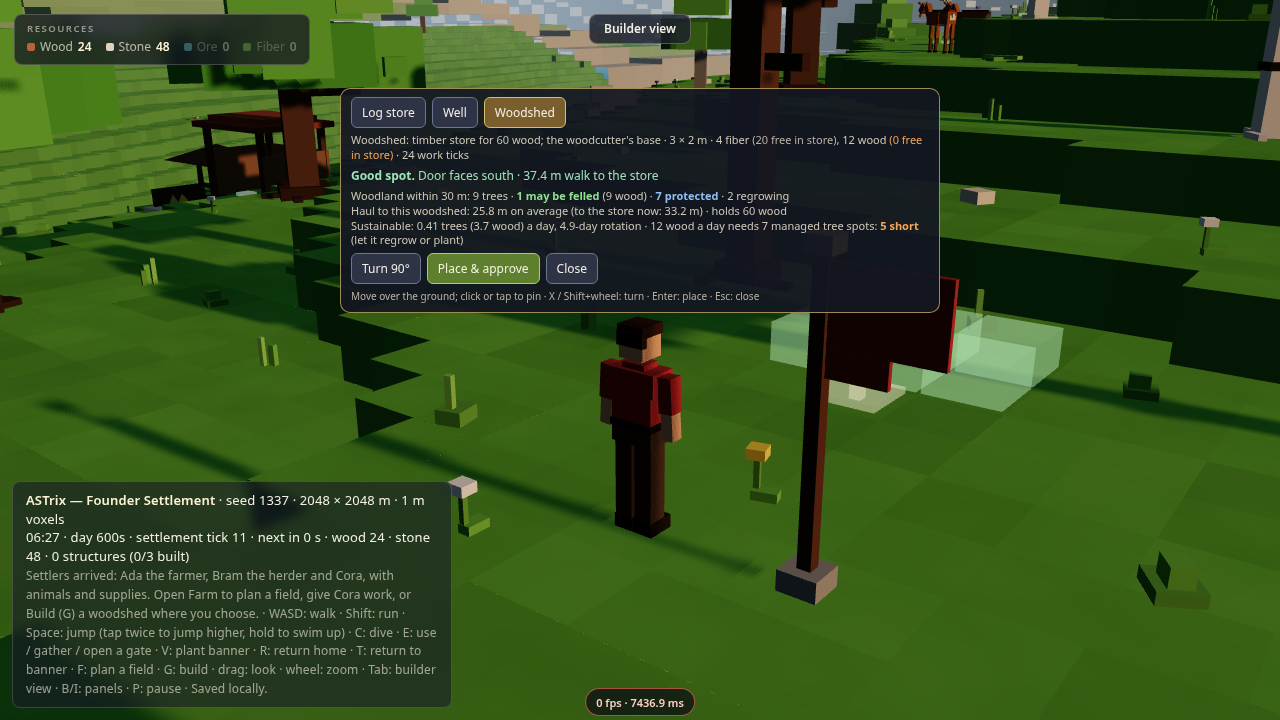 RESOURCES
Wood 24 Stone 48 Ore 0 Fiber 0
Builder view
Log store Well Woodshed
Woodshed: timber store for 60 wood; the woodcutter's base · 3 × 2 m · 4 fiber (20 free in store), 12 wood (0 free
in store) · 24 work ticks
Good spot. Door faces south · 37.4 m walk to the store
Woodland within 30 m: 9 trees · 1 may be felled (9 wood) · 7 protected · 2 regrowing
Haul to this woodshed: 25.8 m on average (to the store now: 33.2 m) · holds 60 wood
Sustainable: 0.41 trees (3.7 wood) a day, 4.9-day rotation · 12 wood a day needs 7 managed tree spots: 5 short
(let it regrow or plant)
Turn 90° Place & approve Close
Move over the ground; click or tap to pin · X / Shift+wheel: turn · Enter: place · Esc: close
ASTrix — Founder Settlement · seed 1337 · 2048 × 2048 m · 1 m
voxels
06:27 · day 600s · settlement tick 11 · next in 0 s · wood 24 · stone
48 · 0 structures (0/3 built)
Settlers arrived: Ada the farmer, Bram the herder and Cora, with
animals and supplies. Open Farm to plan a field, give Cora work, or
Build (G) a woodshed where you choose. · WASD: walk · Shift: run ·
Space: jump (tap twice to jump higher, hold to swim up) · C: dive · E: use
/ gather / open a gate · V: plant banner · R: return home · T: return to
banner · F: plan a field · G: build · drag: look · wheel: zoom · Tab: builder
view · B/I: panels · P: pause · Saved locally.
0 fps · 7436.9 ms